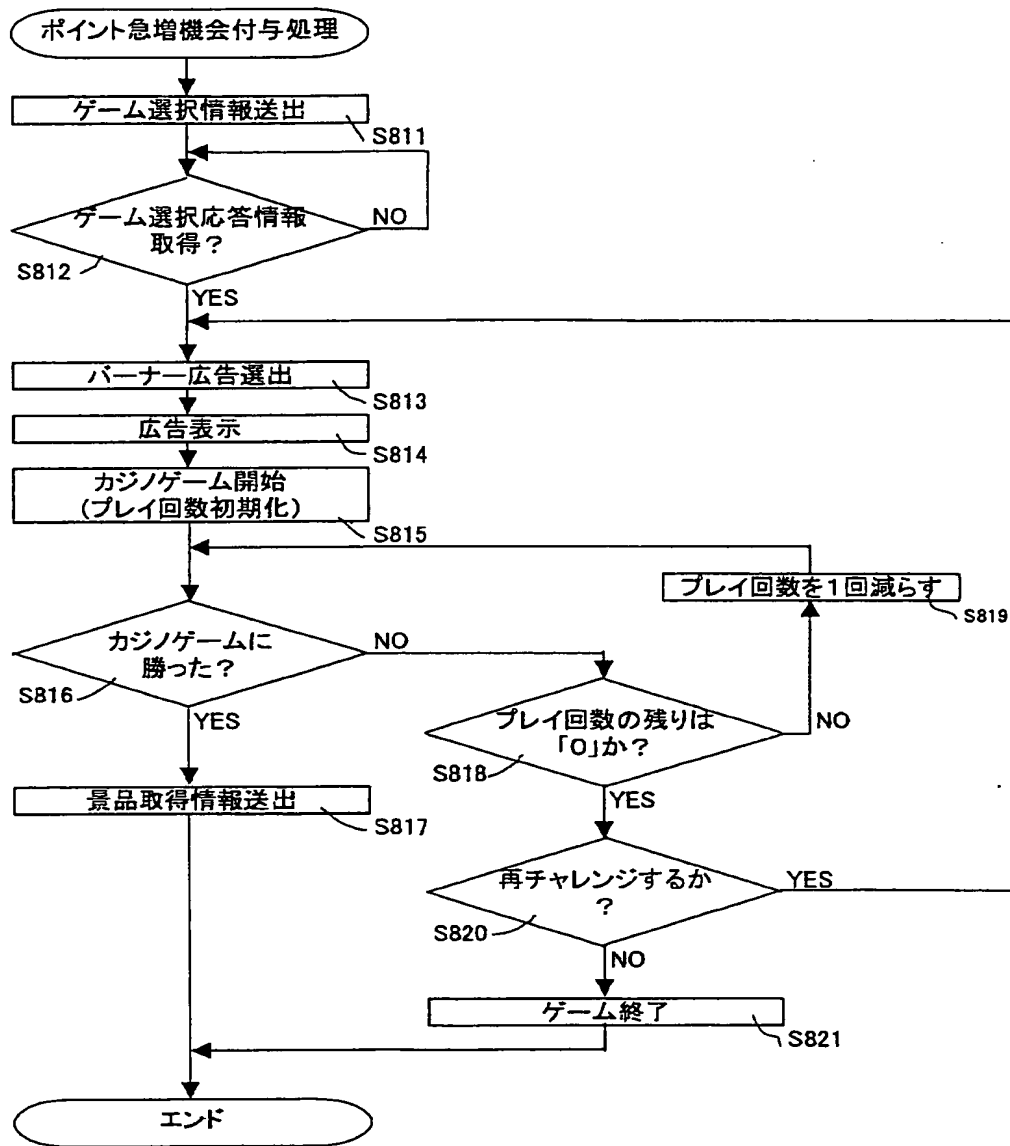 ポイント急増機会付与処理
ゲーム選択情報送出
S811
ゲーム選択応答情報
取得？
NO
S812
YES
バーナー広告選出
S813
広告表示
S814
カジノゲーム開始
(プレイ回数初期化)
S815
プレイ回数を1回減らす
S819
カジノゲームに
勝った？
NO
S816
YES
プレイ回数の残りは
「0」か？
NO
S818
YES
景品取得情報送出
S817
再チャレンジするか
？
YES
S820
NO
ゲーム終了
S821
エンド